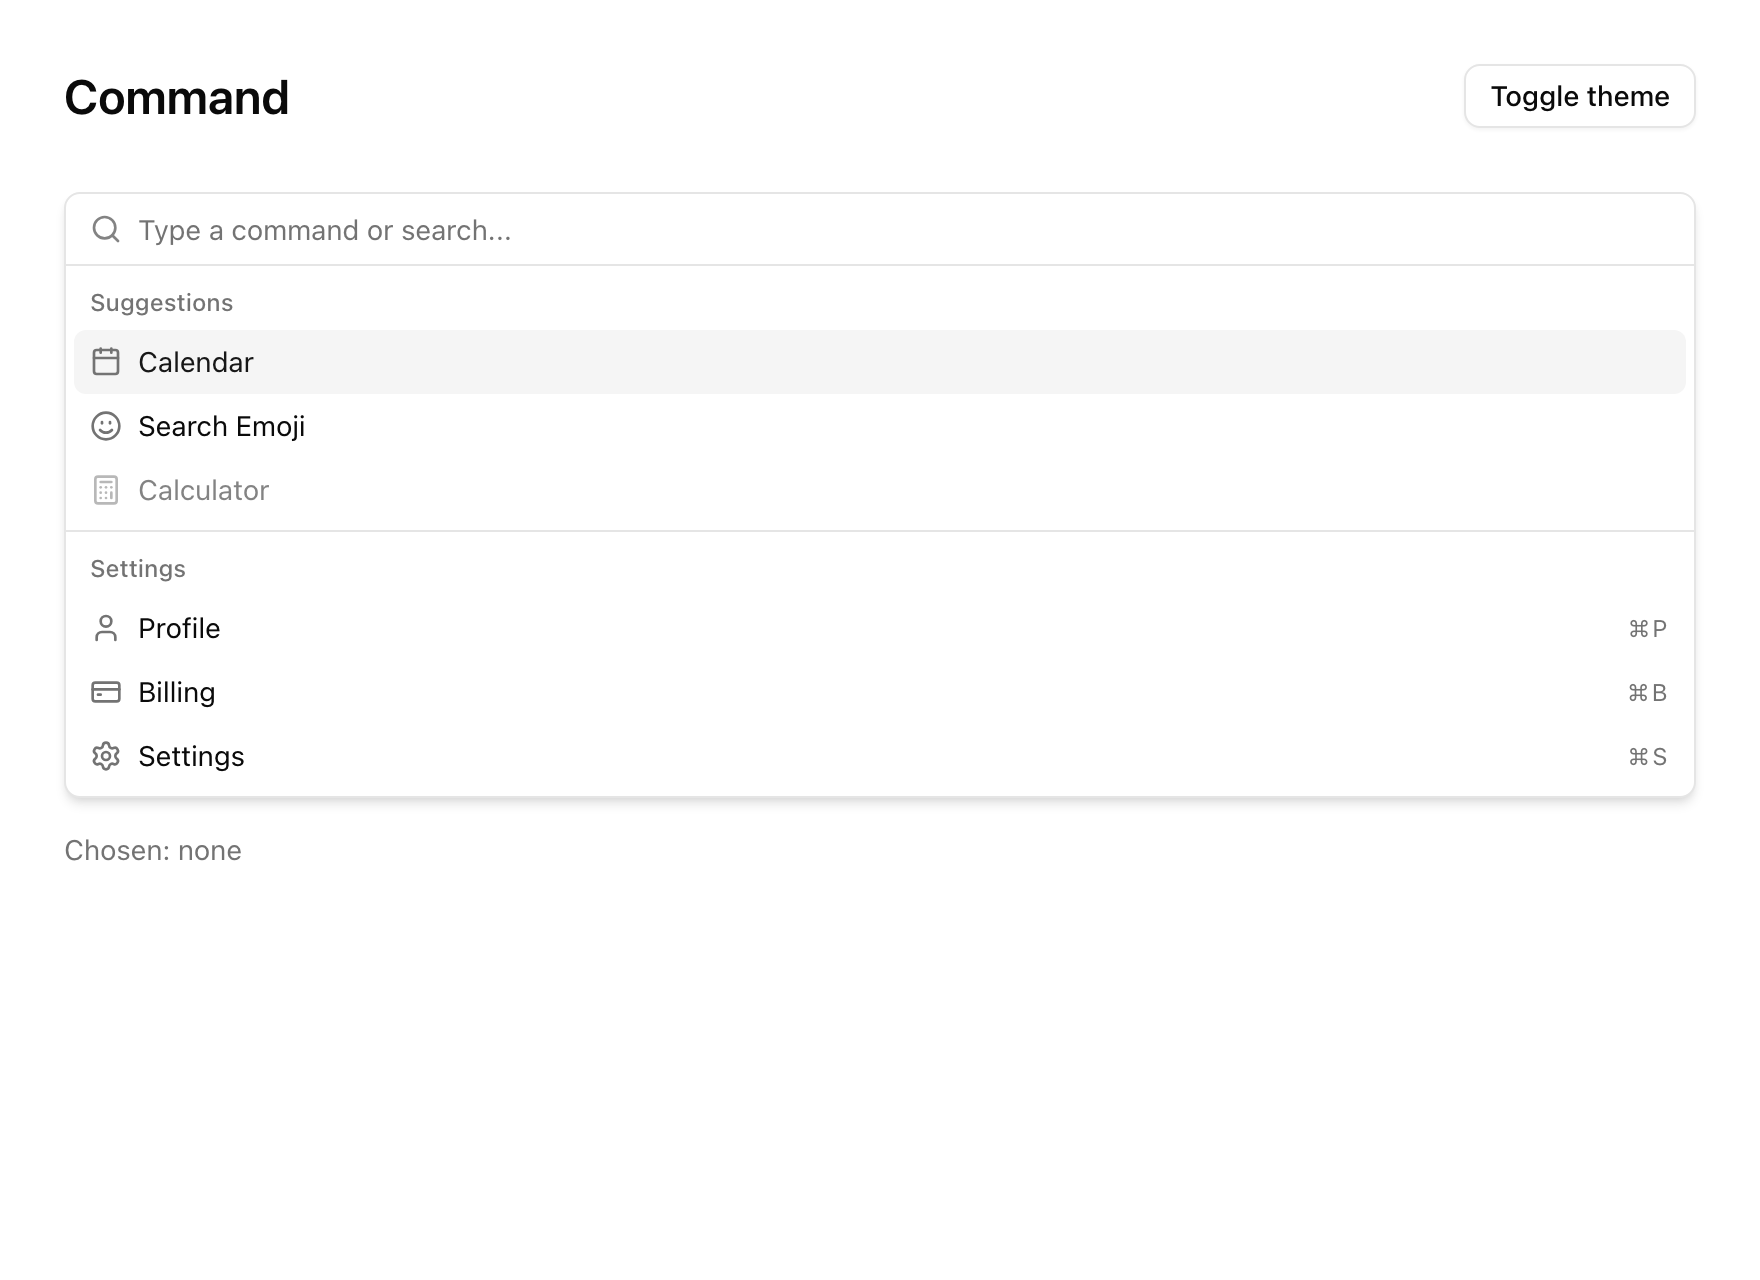 Command
Toggle theme
Type a command or search...
Suggestions
Calendar
Search Emoji
Calculator
Settings
Profile ⌘P
Billing ⌘B
Settings ⌘S
Chosen: none